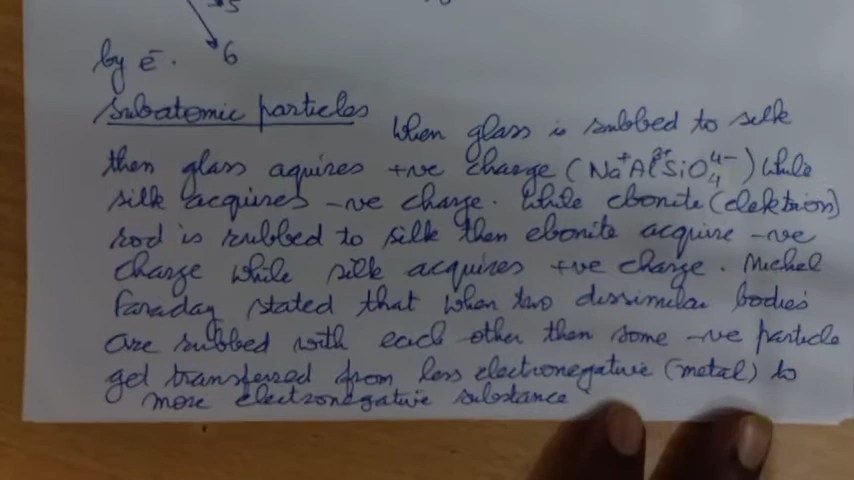 5
6
by e⁻.
subatomic particles
When glass is rubbed to silk
then glass aquires +ve charge (Na⁺Al³⁺SiO₄⁴⁻) while
silk acquires -ve charge. While ebonite (elektrion)
rod is rubbed to silk then ebonite acquire -ve
charge while silk acquires +ve charge. Michel
Faraday stated that when two dissimilar bodies
are rubbed with each other then some -ve particle
get transferred from less electronegative (metal) to
more electronegative substance